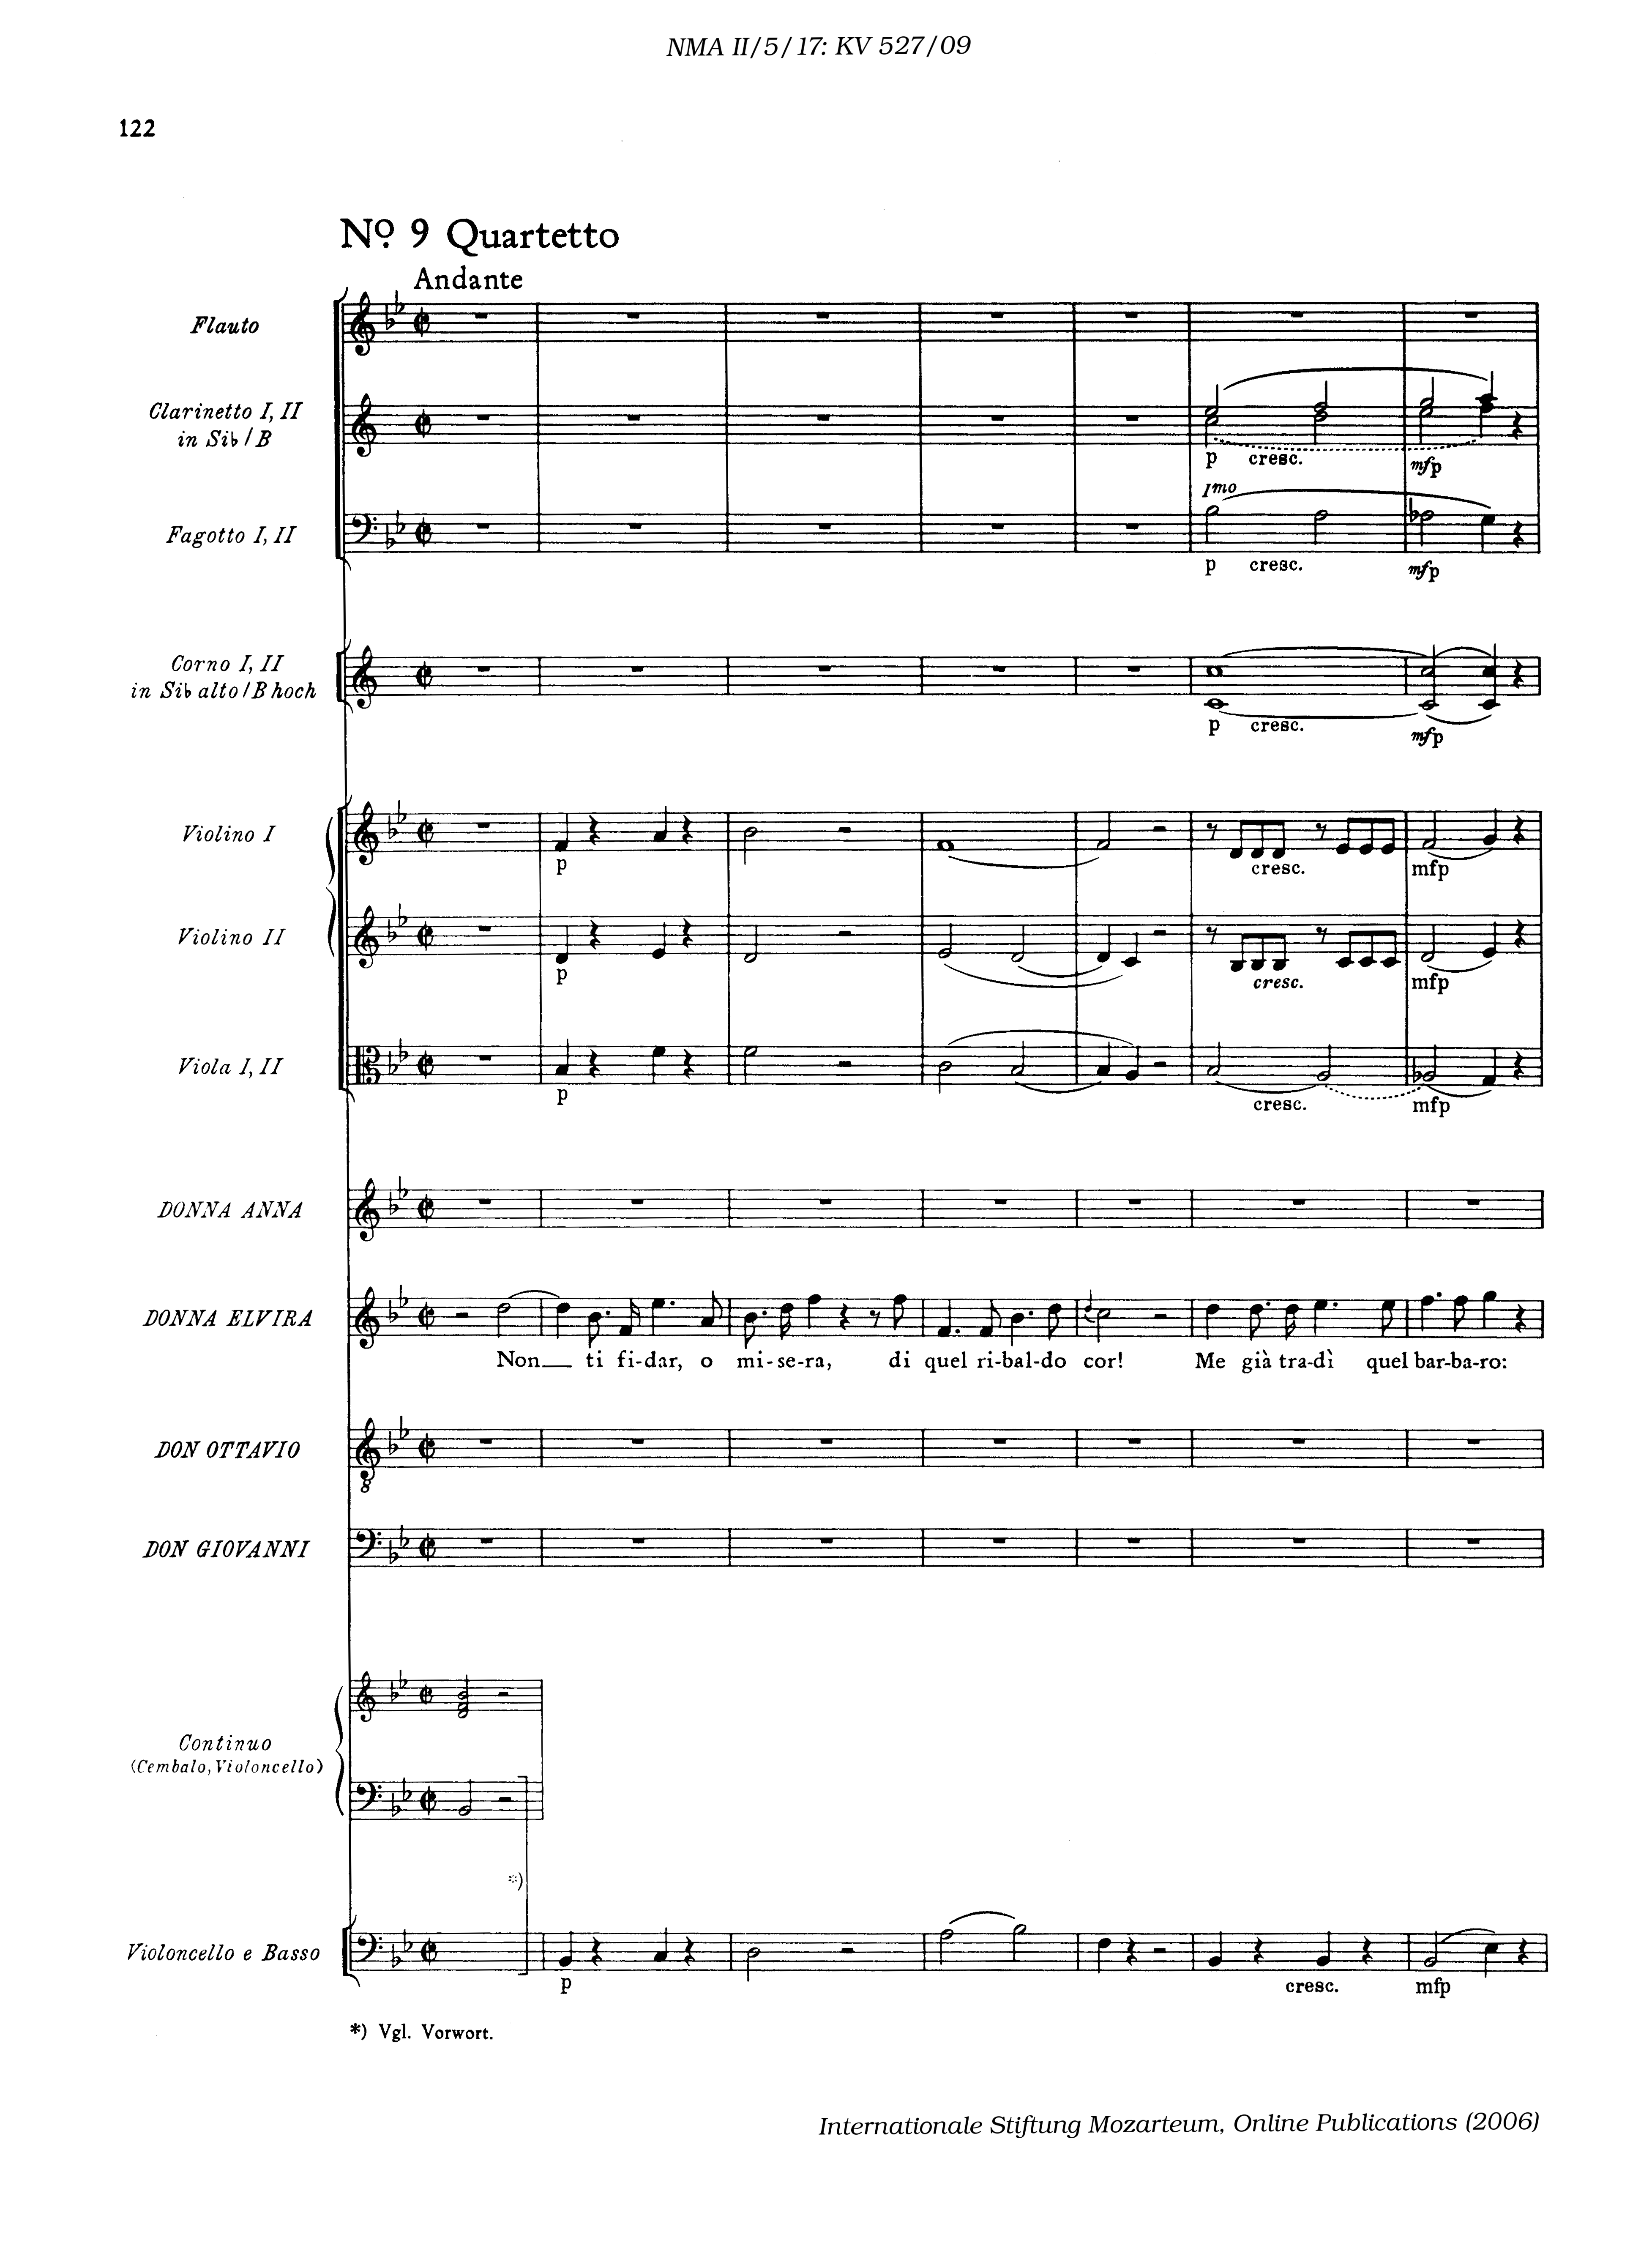 NMA II/5/17: KV 527/09
122
No. 9 Quartetto
Andante
Flauto
Clarinetto I, II
in Si♭/B
p cresc. mfp
Imo
Fagotto I, II
p cresc. mfp
Corno I, II
in Si♭ alto/B hoch
p cresc. mfp
Violino I
p cresc. mfp
Violino II
p cresc. mfp
Viola I, II
p cresc. mfp
DONNA ANNA
DONNA ELVIRA
Non ti fi-dar, o mi-se-ra, di quel ri-bal-do cor! Me già tra-dì quel bar-ba-ro:
DON OTTAVIO
8
DON GIOVANNI
Continuo
(Cembalo, Violoncello)
*)
Violoncello e Basso
p cresc. mfp
*) Vgl. Vorwort.
Internationale Stiftung Mozarteum, Online Publications (2006)